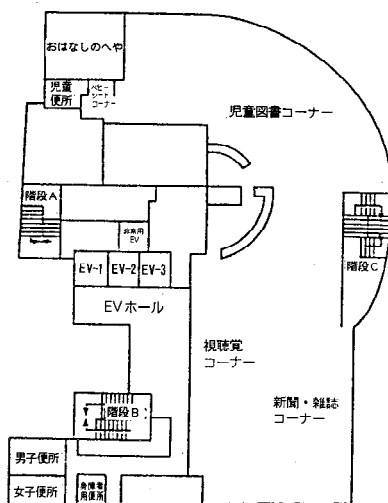 おはなしのへや
児童
便所
ベビー
シート
コーナー
児童図書コーナー
階段A
非常用
EV
EV-1
EV-2
EV-3
階段C
EVホール
視聴覚
コーナー
階段B
新聞・雑誌
コーナー
男子便所
女子便所
身障者
用便所